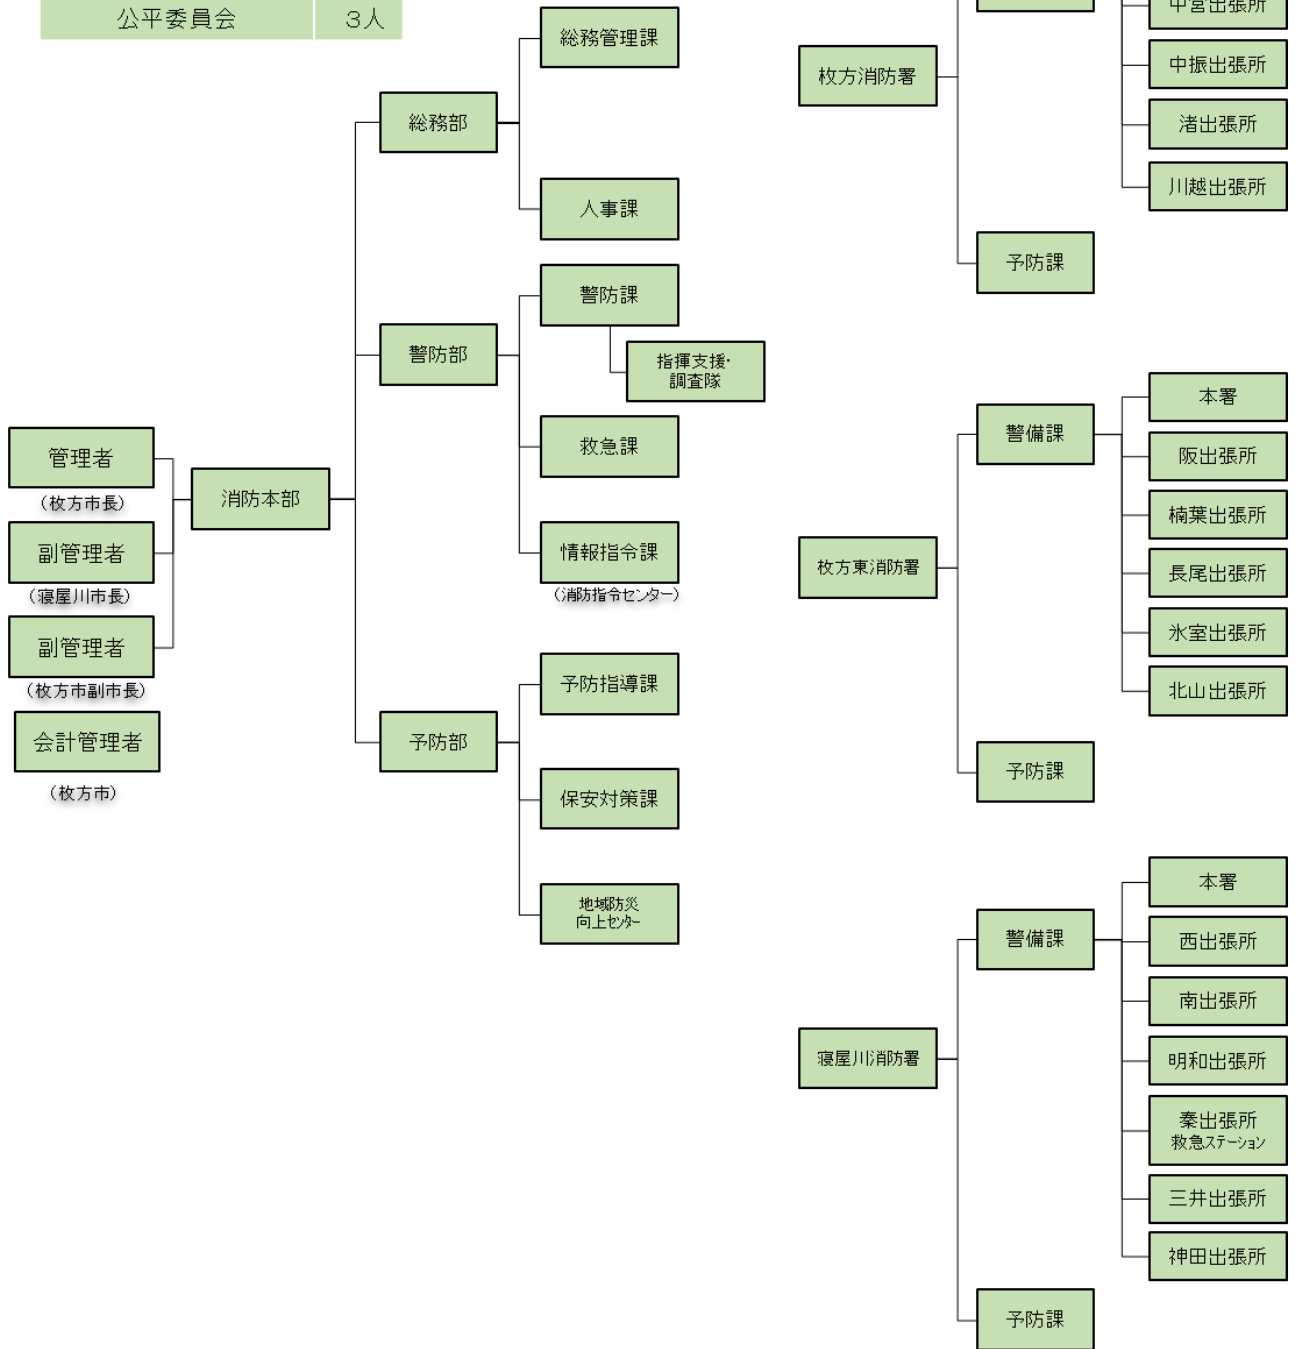 公平委員会 3人
管理者
(枚方市長)
副管理者
(寝屋川市長)
副管理者
(枚方市副市長)
会計管理者
(枚方市)
消防本部
総務部
総務管理課
人事課
警防部
警防課
指揮支援・
調査隊
救急課
情報指令課
(消防指令センター)
予防部
予防指導課
保安対策課
地域防災
向上センター
枚方消防署
中宮出張所
中振出張所
渚出張所
川越出張所
予防課
枚方東消防署
警備課
本署
阪出張所
楠葉出張所
長尾出張所
氷室出張所
北山出張所
予防課
寝屋川消防署
警備課
本署
西出張所
南出張所
明和出張所
秦出張所
救急ステーション
三井出張所
神田出張所
予防課